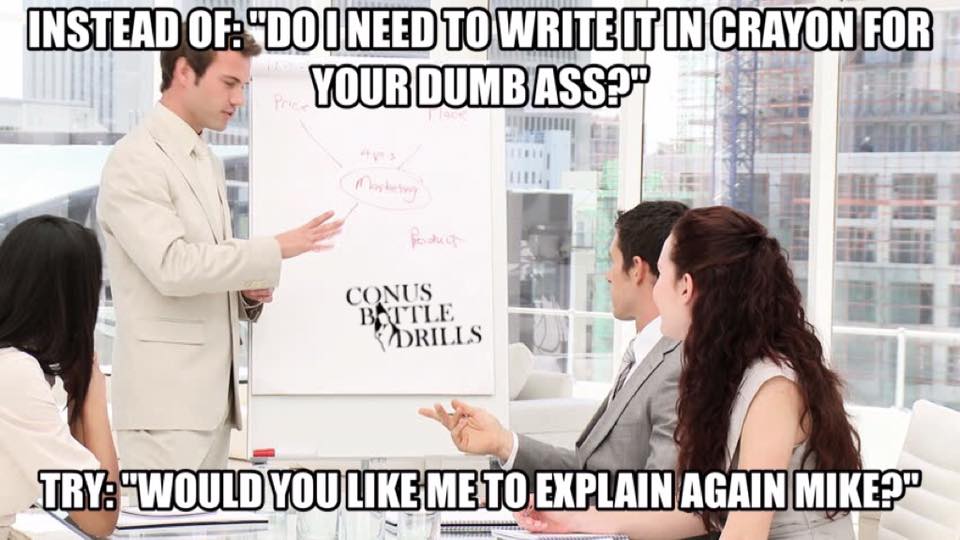 INSTEAD OF: "DO I NEED TO WRITE IT IN CRAYON FOR
YOUR DUMB ASS?"
Price
Place
4 p's
Marketing
Product
CONUS
BATTLE
DRILLS
TRY: "WOULD YOU LIKE ME TO EXPLAIN AGAIN MIKE?"